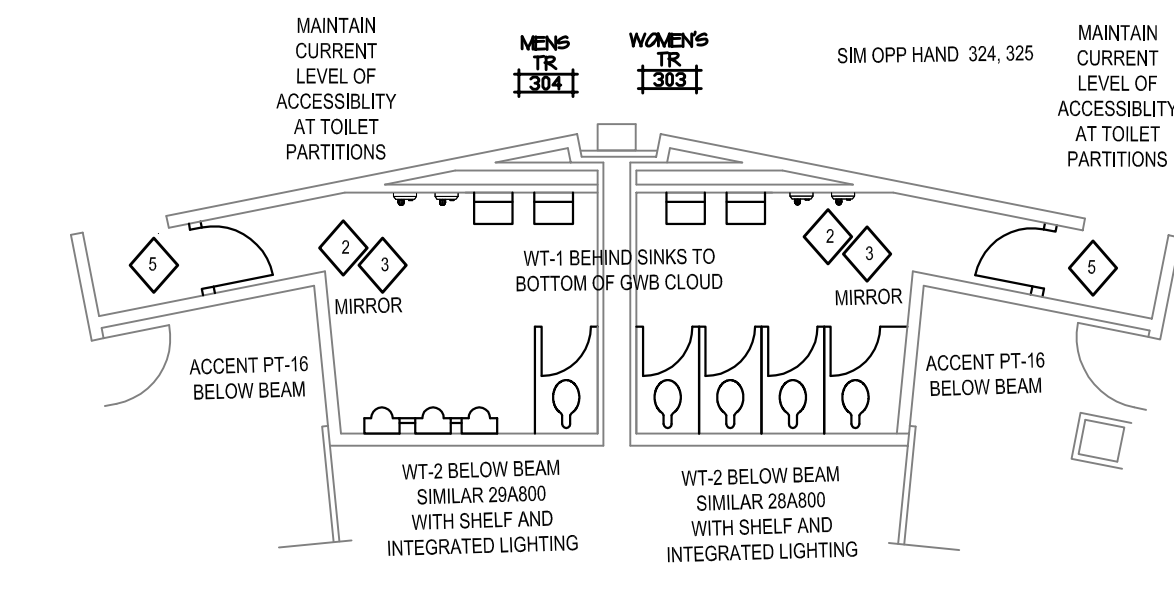 MAINTAIN
CURRENT
LEVEL OF
ACCESSIBLITY
AT TOILET
PARTITIONS
MENS
TR
304
WOMEN'S
TR
303
SIM OPP HAND 324, 325
MAINTAIN
CURRENT
LEVEL OF
ACCESSIBLITY
AT TOILET
PARTITIONS
5
2
3
MIRROR
WT-1 BEHIND SINKS TO
BOTTOM OF GWB CLOUD
2
3
MIRROR
5
ACCENT PT-16
BELOW BEAM
ACCENT PT-16
BELOW BEAM
WT-2 BELOW BEAM
SIMILAR 29A800
WITH SHELF AND
INTEGRATED LIGHTING
WT-2 BELOW BEAM
SIMILAR 28A800
WITH SHELF AND
INTEGRATED LIGHTING